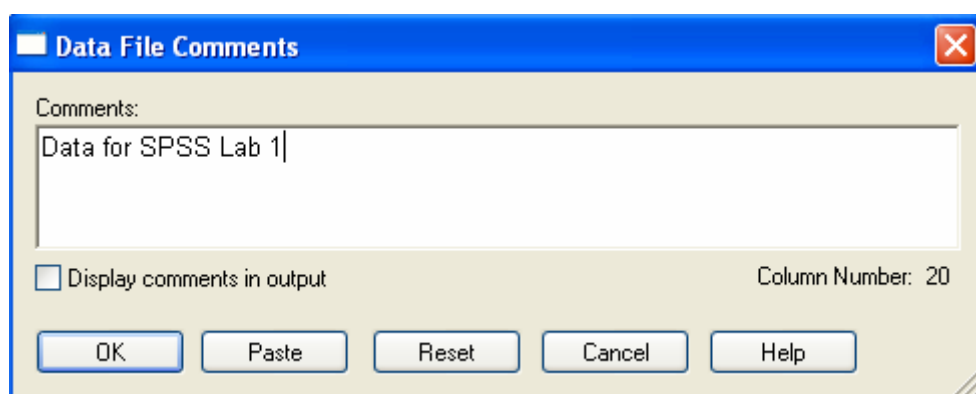 Data File Comments
Comments:
Data for SPSS Lab 1
Display comments in output Column Number: 20
OK Paste Reset Cancel Help